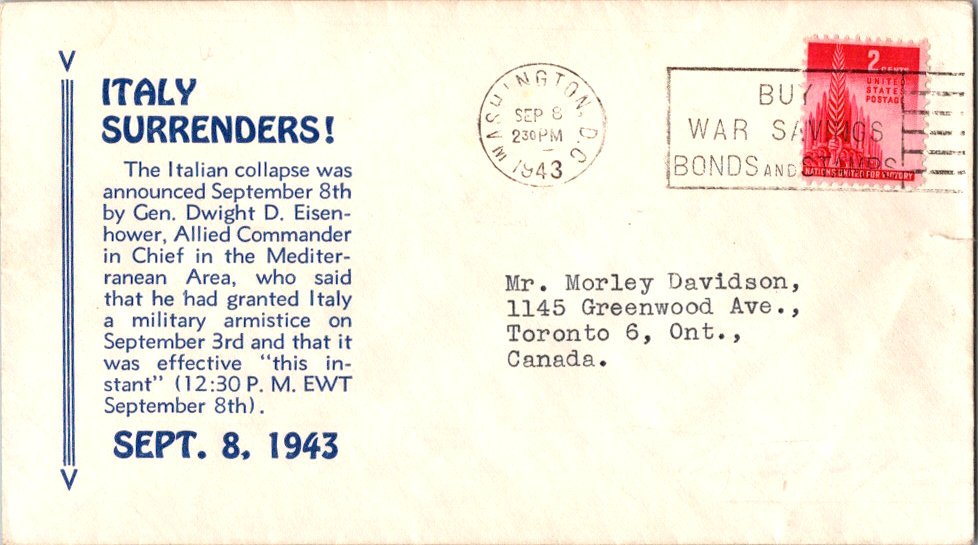 V
ITALY
SURRENDERS!
The Italian collapse was
announced September 8th
by Gen. Dwight D. Eisen-
hower, Allied Commander
in Chief in the Mediter-
ranean Area, who said
that he had granted Italy
a military armistice on
September 3rd and that it
was effective "this in-
stant" (12:30 P. M. EWT
September 8th).
SEPT. 8, 1943
V
WASHINGTON, D.C.
SEP 8
230 PM
1943
BUY
WAR SAVINGS
BONDS AND STAMPS
2 CENTS
UNITED
STATES
POSTAGE
NATIONS UNITED FOR VICTORY
Mr. Morley Davidson,
1145 Greenwood Ave.,
Toronto 6, Ont.,
Canada.